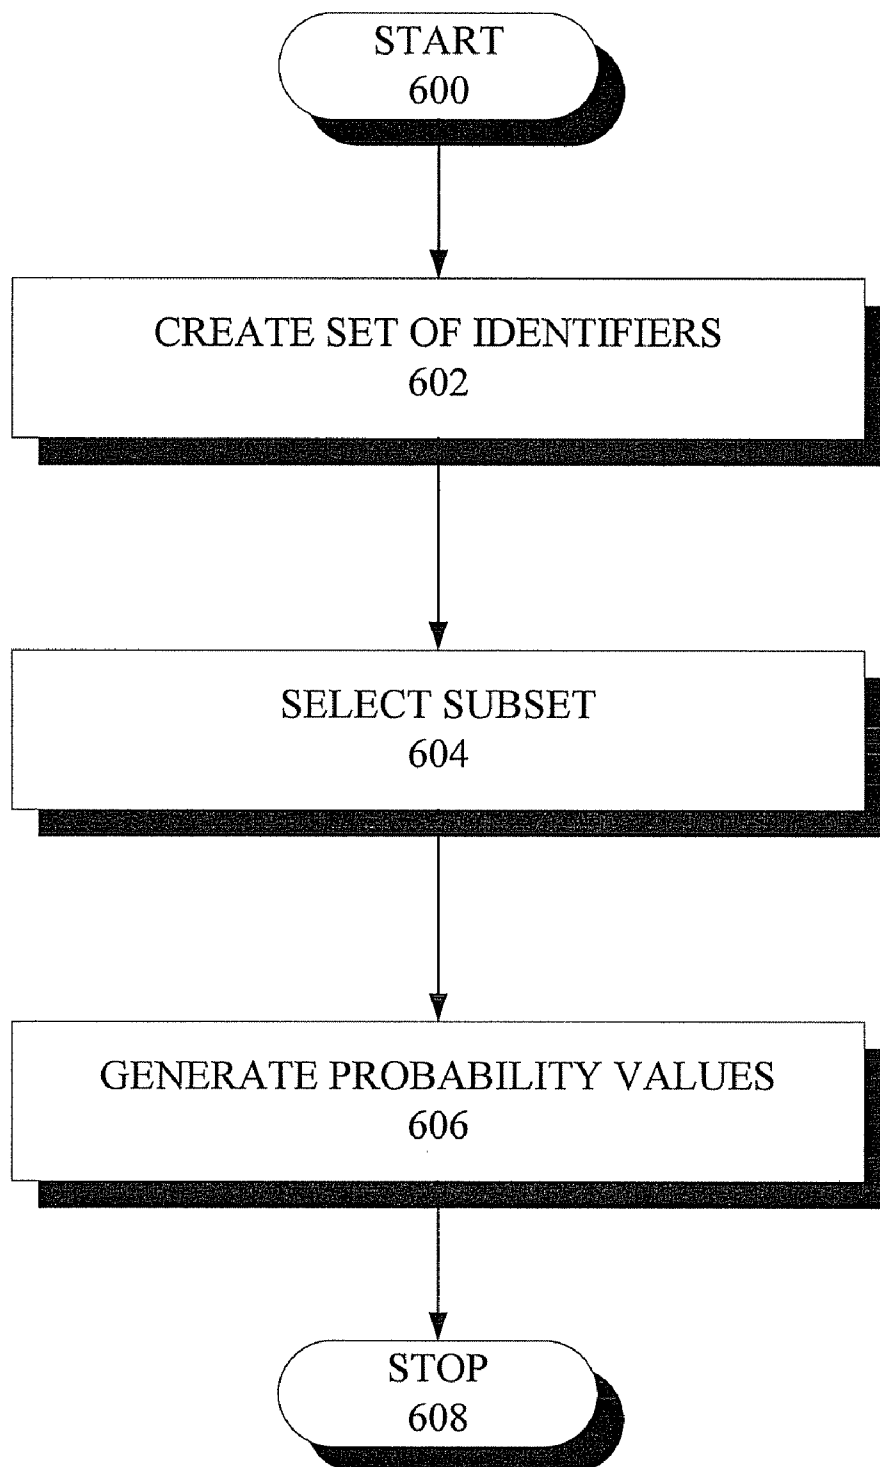 START
600
CREATE SET OF IDENTIFIERS
602
SELECT SUBSET
604
GENERATE PROBABILITY VALUES
606
STOP
608